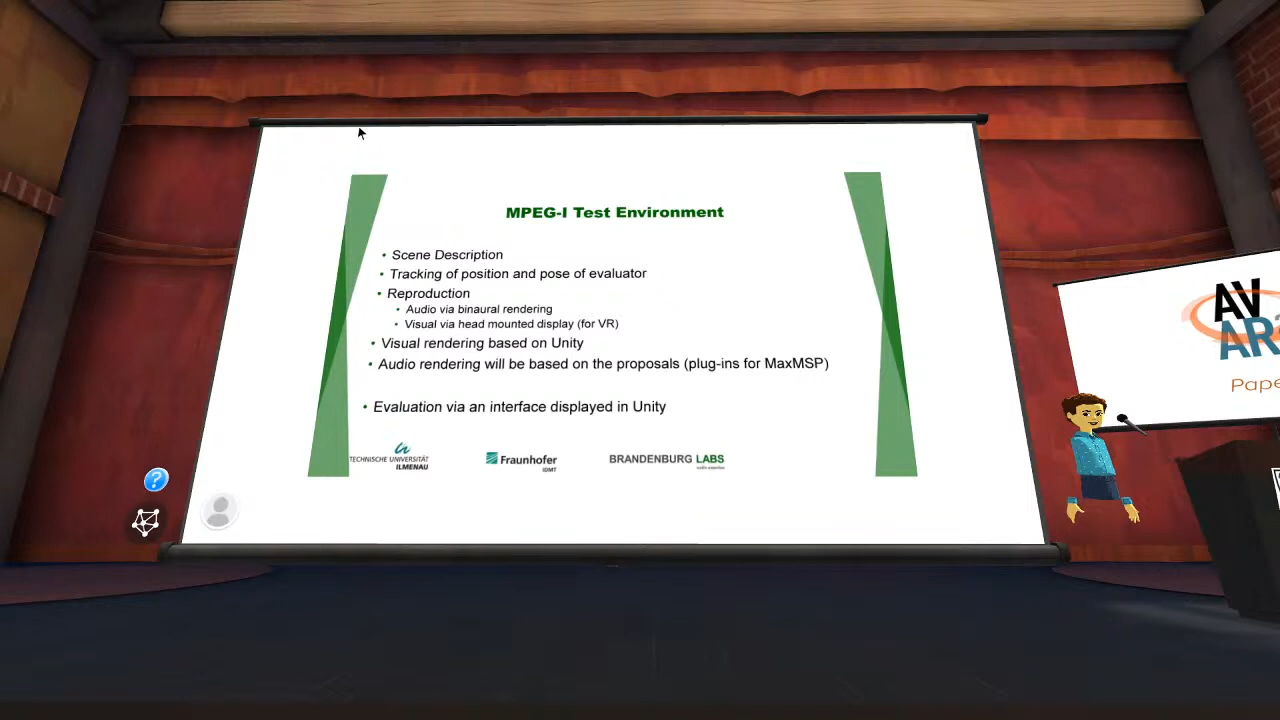 MPEG-I Test Environment
• Scene Description
• Tracking of position and pose of evaluator
• Reproduction
• Audio via binaural rendering
• Visual via head mounted display (for VR)
• Visual rendering based on Unity
• Audio rendering will be based on the proposals (plug-ins for MaxMSP)
• Evaluation via an interface displayed in Unity
TECHNISCHE UNIVERSITÄT
ILMENAU
Fraunhofer
IDMT
BRANDENBURG LABS
audio expertise
AV
AR
Pape
?